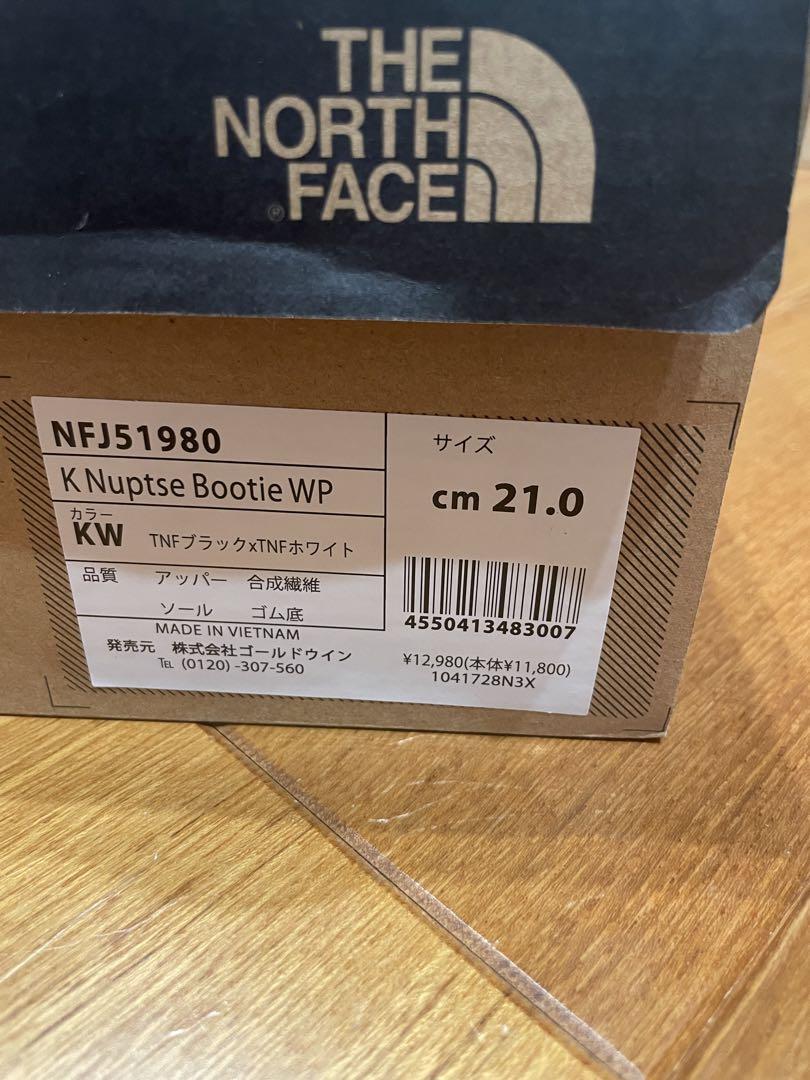 THE
NORTH
FACE
®
NFJ51980
K Nuptse Bootie WP
カラー
KW TNFブラックxTNFホワイト
品質 アッパー 合成繊維
ソール ゴム底
MADE IN VIETNAM
発売元 株式会社ゴールドウイン
TEL (0120) -307-560
サイズ
cm 21.0
4550413483007
¥12,980(本体¥11,800)
1041728N3X